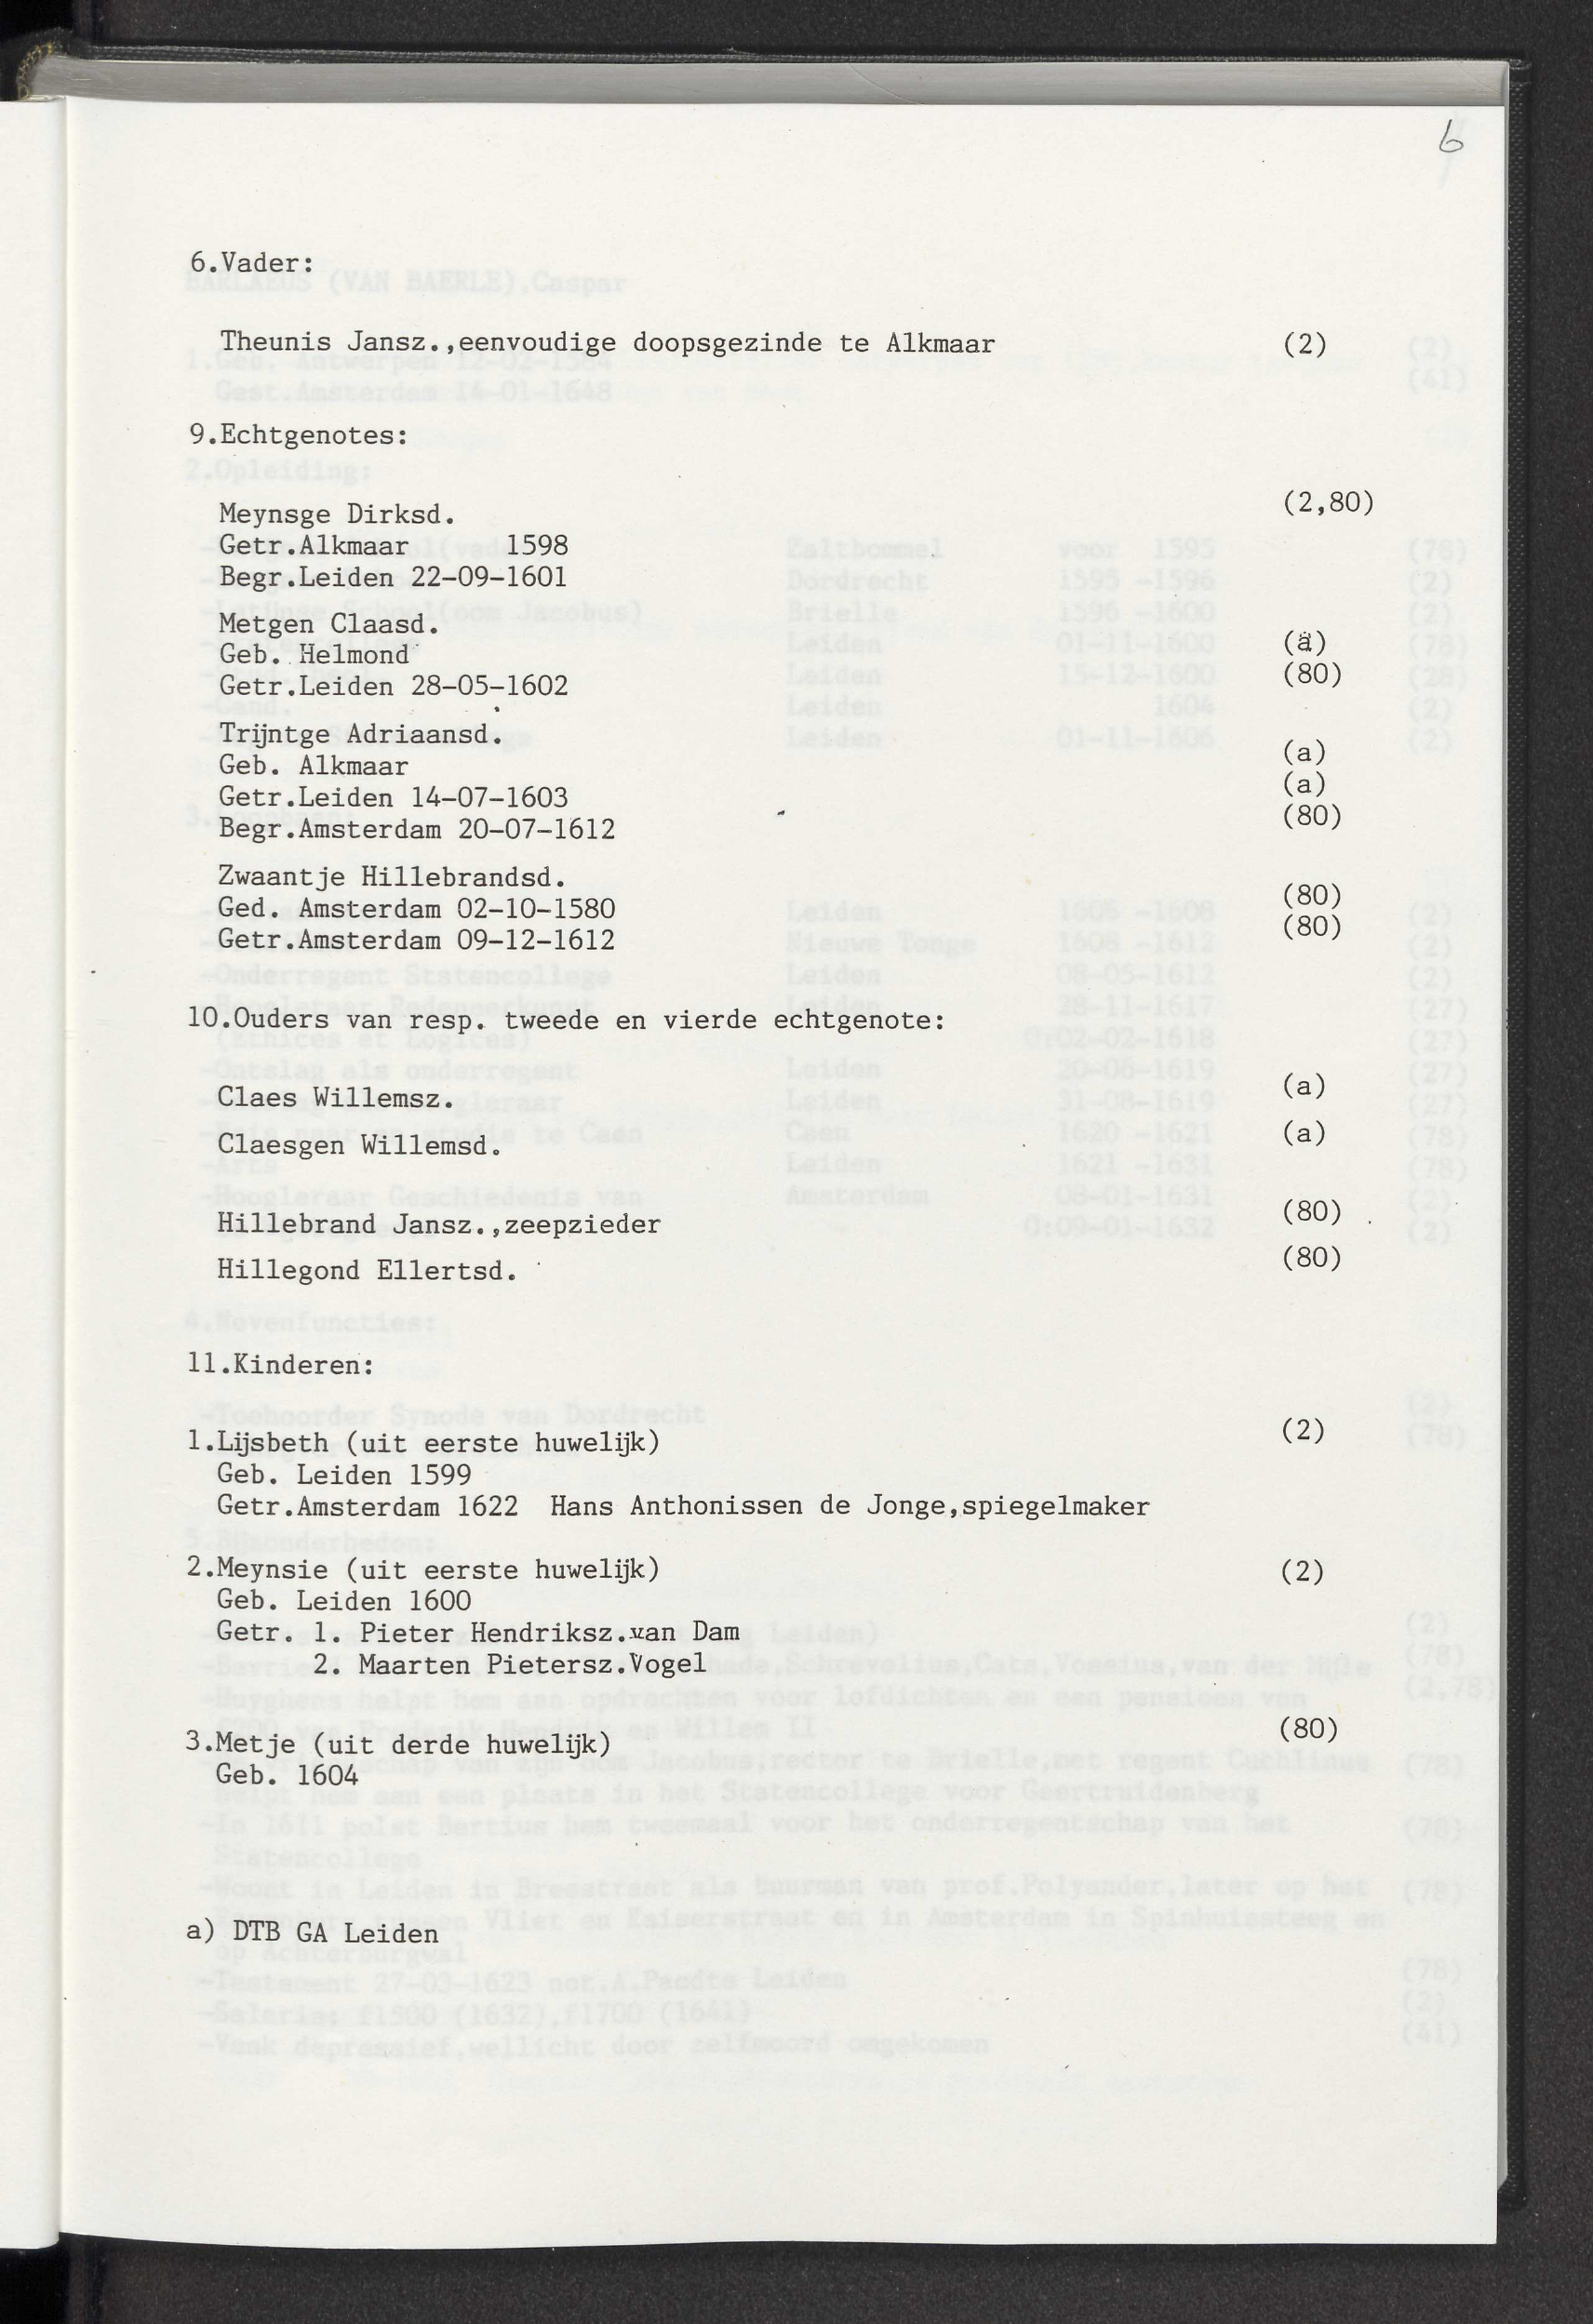 6
6.Vader:
Theunis Jansz.,eenvoudige doopsgezinde te Alkmaar (2)
9.Echtgenotes:
Meynsge Dirksd. (2,80)
Getr.Alkmaar 1598
Begr.Leiden 22-09-1601
Metgen Claasd.
Geb. Helmond (a)
Getr.Leiden 28-05-1602 (80)
Trijntge Adriaansd.
Geb. Alkmaar (a)
Getr.Leiden 14-07-1603 (a)
Begr.Amsterdam 20-07-1612 (80)
Zwaantje Hillebrandsd.
Ged. Amsterdam 02-10-1580 (80)
Getr.Amsterdam 09-12-1612 (80)
10.Ouders van resp. tweede en vierde echtgenote:
Claes Willemsz. (a)
Claesgen Willemsd. (a)
Hillebrand Jansz.,zeepzieder (80)
Hillegond Ellertsd. (80)
11.Kinderen:
1.Lijsbeth (uit eerste huwelijk) (2)
Geb. Leiden 1599
Getr.Amsterdam 1622 Hans Anthonissen de Jonge,spiegelmaker
2.Meynsie (uit eerste huwelijk) (2)
Geb. Leiden 1600
Getr. 1. Pieter Hendriksz.van Dam
2. Maarten Pietersz.Vogel
3.Metje (uit derde huwelijk) (80)
Geb. 1604
a) DTB GA Leiden